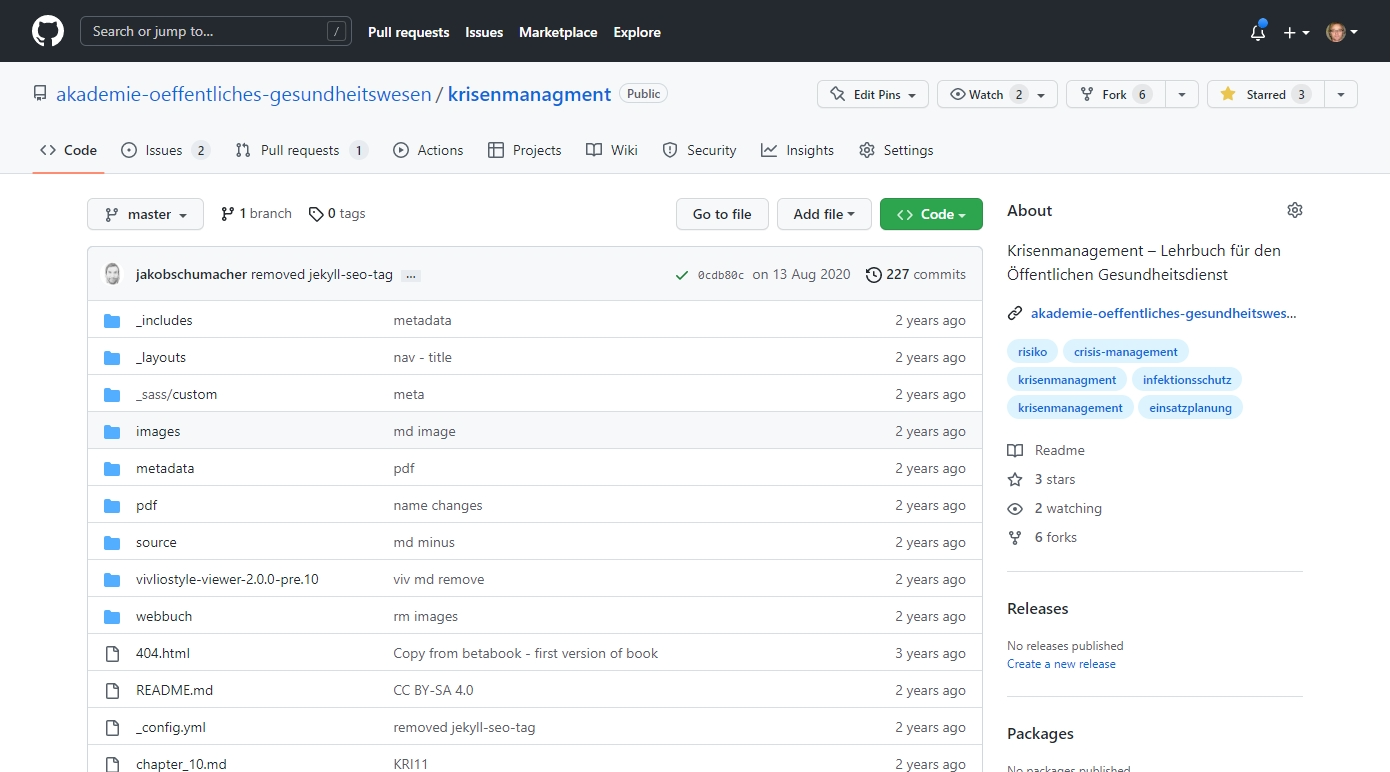 Search or jump to... /
Pull requests Issues Marketplace Explore
akademie-oeffentliches-gesundheitswesen / krisenmanagment Public
Edit Pins Watch 2 Fork 6 Starred 3
Code Issues 2 Pull requests 1 Actions Projects Wiki Security Insights Settings
master 1 branch 0 tags Go to file Add file Code
jakobschumacher removed jekyll-seo-tag ... 0cdb80c on 13 Aug 2020 227 commits
_includes metadata 2 years ago
_layouts nav - title 2 years ago
_sass/custom meta 2 years ago
images md image 2 years ago
metadata pdf 2 years ago
pdf name changes 2 years ago
source md minus 2 years ago
vivliostyle-viewer-2.0.0-pre.10 viv md remove 2 years ago
webbuch rm images 2 years ago
404.html Copy from betabook - first version of book 3 years ago
README.md CC BY-SA 4.0 2 years ago
_config.yml removed jekyll-seo-tag 2 years ago
chapter_10.md KRI11 2 years ago
About
Krisenmanagement – Lehrbuch für den
Öffentlichen Gesundheitsdienst
akademie-oeffentliches-gesundheitswes...
risiko crisis-management
krisenmanagment infektionsschutz
krisenmanagement einsatzplanung
Readme
3 stars
2 watching
6 forks
Releases
No releases published
Create a new release
Packages
No packages published